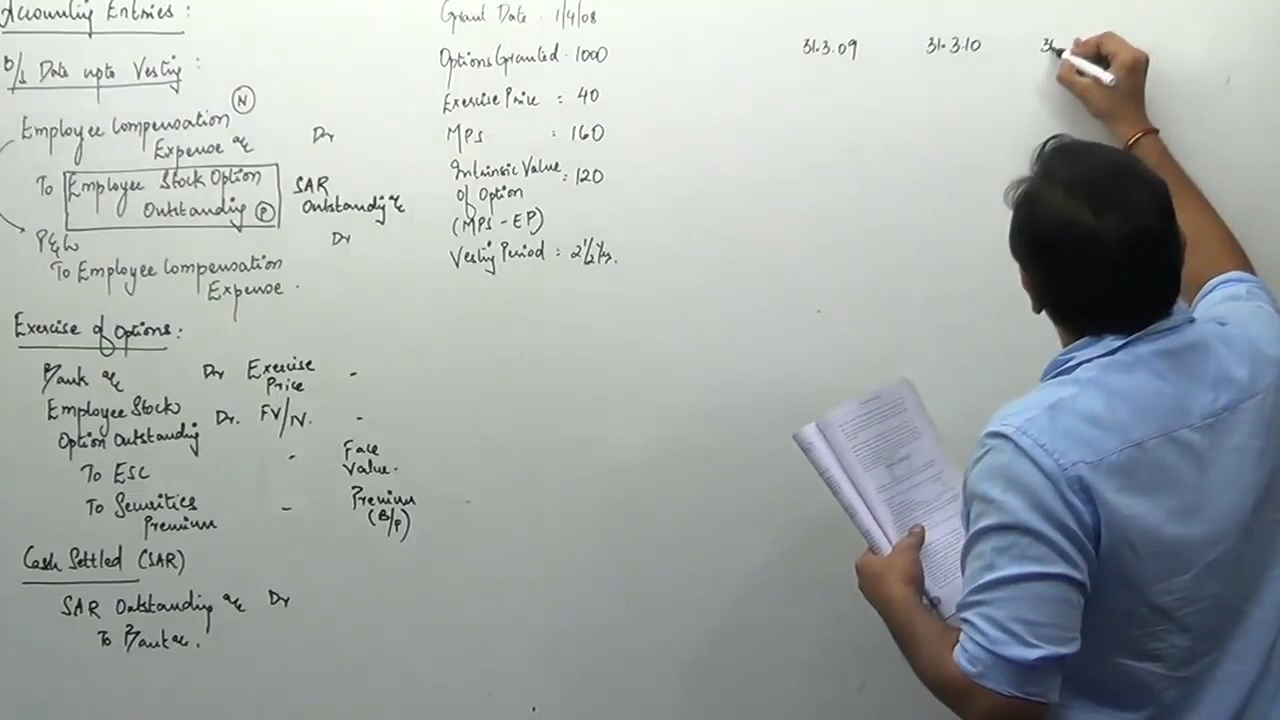 Accounting Entries:
B/s Date upto Vesting:
Employee Compensation (N)
Expense a/c Dr
To Employee Stock Option
Outstanding (P)
SAR
Outstanding a/c
P&L Dr
To Employee Compensation
Expense.
Exercise of Options:
Bank a/c Dr Exercise
Price -
Employee Stock
Option Outstanding Dr. FV/IV. -
To ESC - Face
Value-
To Securities
Premium - Premium
(B/f)
Cash Settled (SAR)
SAR Outstanding a/c Dr
To Bank a/c.
Grant Date - 1/4/08
Options Granted - 1000
Exercise Price : 40
MPS : 160
Intrinsic Value
of Option : 120
(MPS - EP)
Vesting Period = 2 1/2 Yrs.
31.3.09 31.3.10 3